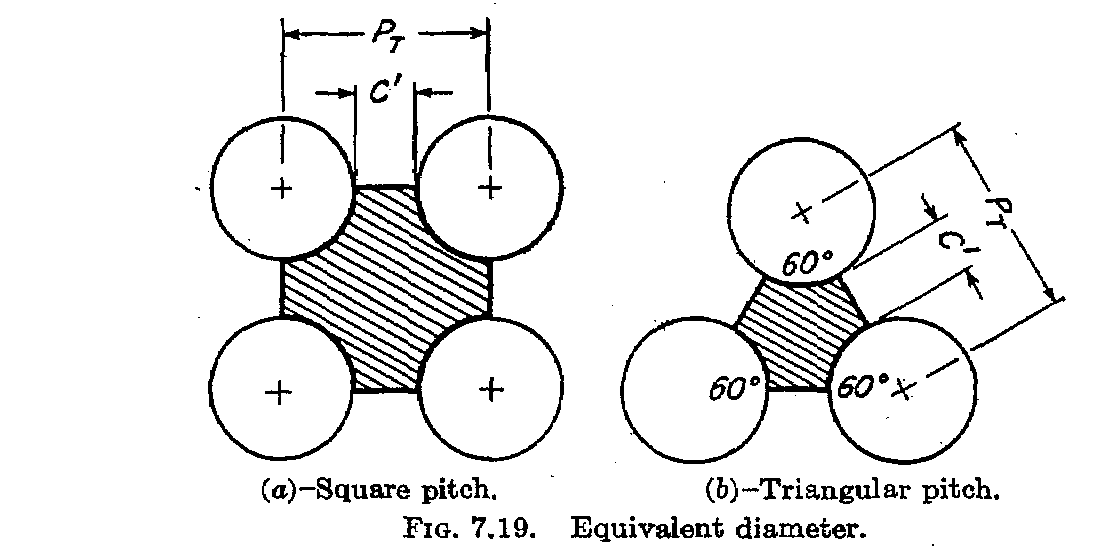 P_T
C'
P_T
C'
60°
60° 60°
(a)–Square pitch. (b)–Triangular pitch.
FIG. 7.19. Equivalent diameter.